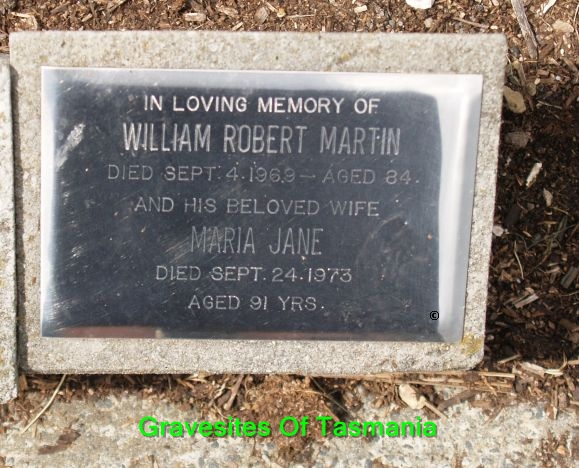 IN LOVING MEMORY OF
WILLIAM ROBERT MARTIN
DIED SEPT. 4.1969 — AGED 84.
AND HIS BELOVED WIFE
MARIA JANE
DIED SEPT. 24.1973
AGED 91 YRS.
©
Gravesites Of Tasmania